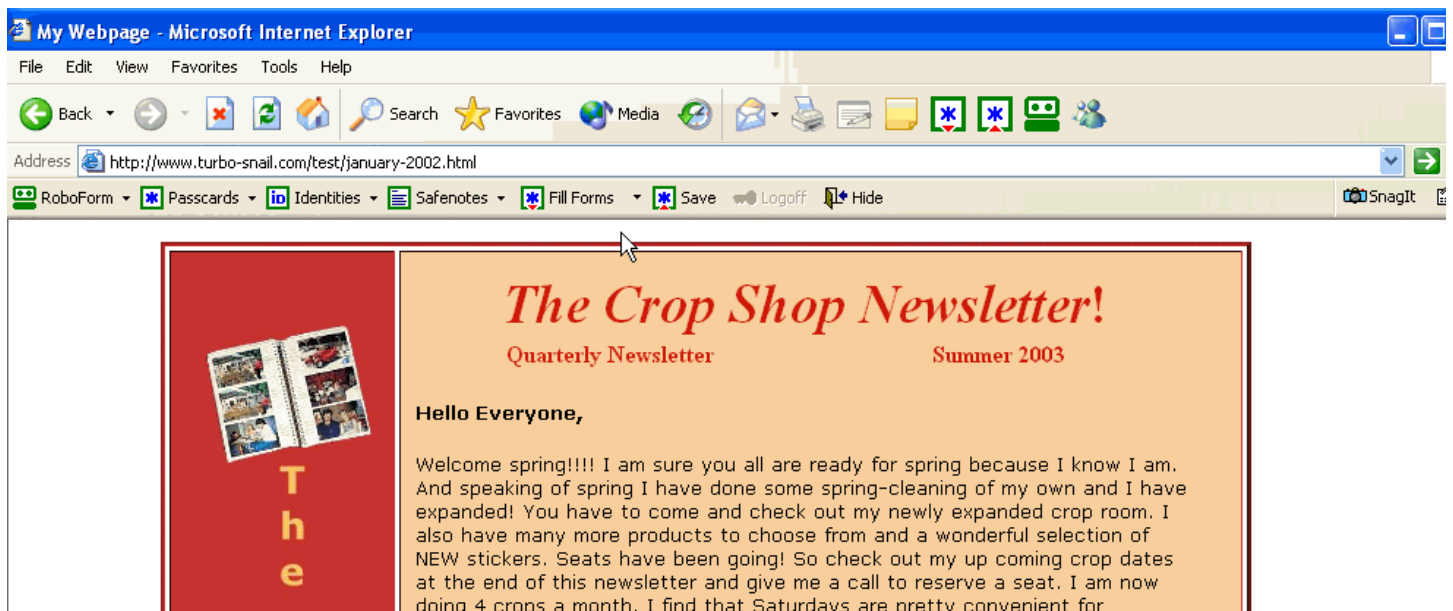 My Webpage - Microsoft Internet Explorer
File Edit View Favorites Tools Help
Back Search Favorites Media
Address http://www.turbo-snail.com/test/january-2002.html
RoboForm Passcards Identities Safenotes Fill Forms Save Logoff Hide SnagIt
The Crop Shop Newsletter!
Quarterly Newsletter Summer 2003
Hello Everyone,
Welcome spring!!!! I am sure you all are ready for spring because I know I am.
And speaking of spring I have done some spring-cleaning of my own and I have
expanded! You have to come and check out my newly expanded crop room. I
also have many more products to choose from and a wonderful selection of
NEW stickers. Seats have been going! So check out my up coming crop dates
at the end of this newsletter and give me a call to reserve a seat. I am now
doing 4 crops a month. I find that Saturdays are pretty convenient for
T
h
e